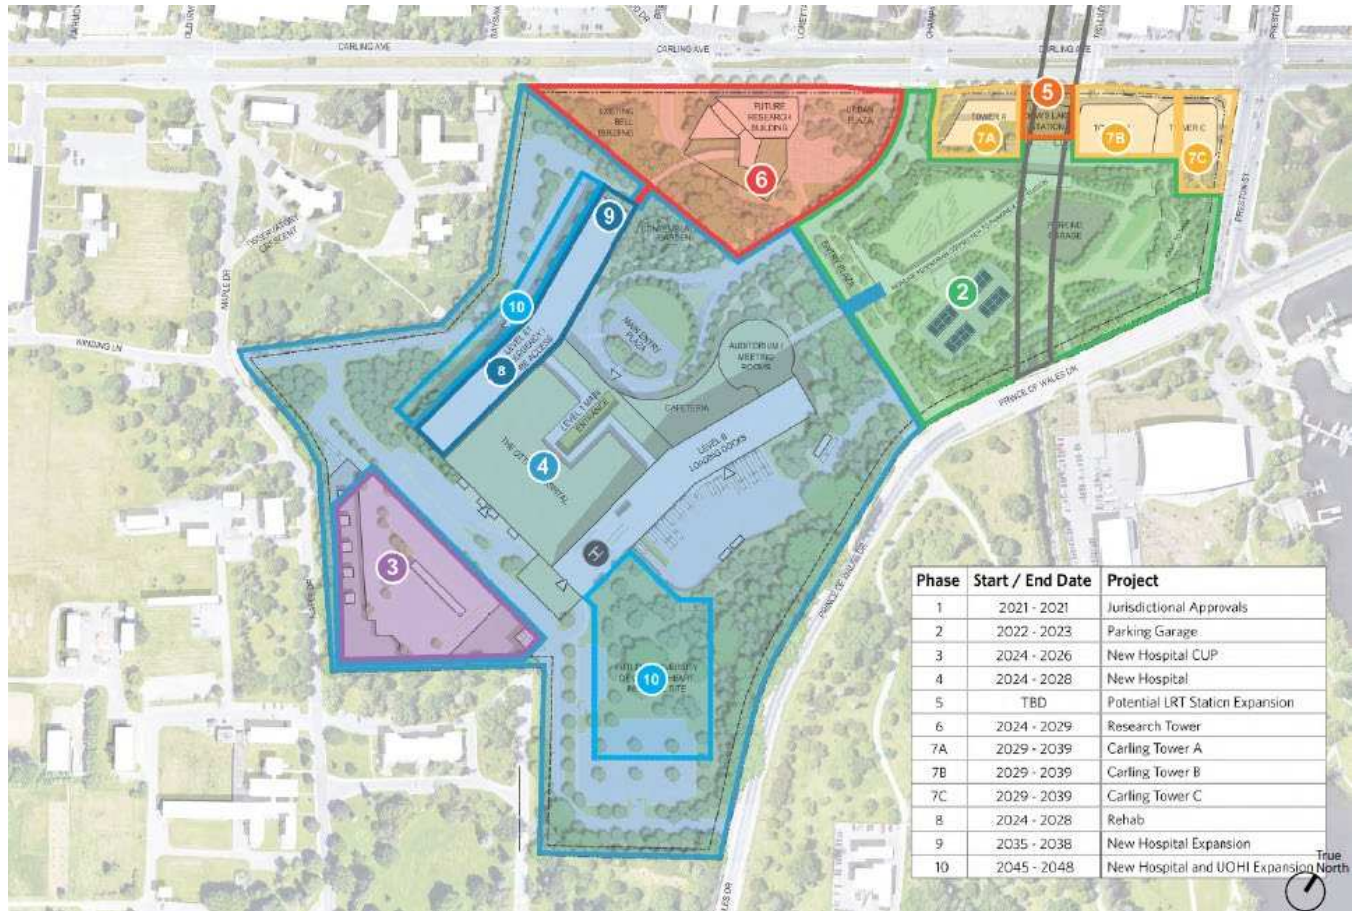 CARLING AVE
CARLING AVE
CARLING AVE
5
EXISTING
BELL
BUILDING
FUTURE
RESEARCH
BUILDING
URBAN
PLAZA
6
TOWER A
7A
STATION
7B
TOWER C
7C
PRESTON ST
9
OBSERVATORY
CRESCENT
MAPLE DR
WINDING LN
10
8
MAIN ENTRY
PLAZA
ENTRY PLAZA
PARKING
GARAGE
2
AUDITORIUM /
MEETING
ROOMS
CAFETERIA
LEVEL 1 MAIN
ENTRANCE
LEVEL B
LOADING DOCKS
4
PRINCE OF WALES DR
3
H
PRINCE OF WALES DR
10
Phase Start / End Date Project
1 2021 - 2021 Jurisdictional Approvals
2 2022 - 2023 Parking Garage
3 2024 - 2026 New Hospital CUP
4 2024 - 2028 New Hospital
5 TBD Potential LRT Station Expansion
6 2024 - 2029 Research Tower
7A 2029 - 2039 Carling Tower A
7B 2029 - 2039 Carling Tower B
7C 2029 - 2039 Carling Tower C
8 2024 - 2028 Rehab
9 2035 - 2038 New Hospital Expansion
10 2045 - 2048 New Hospital and UOHI Expansion
True
North